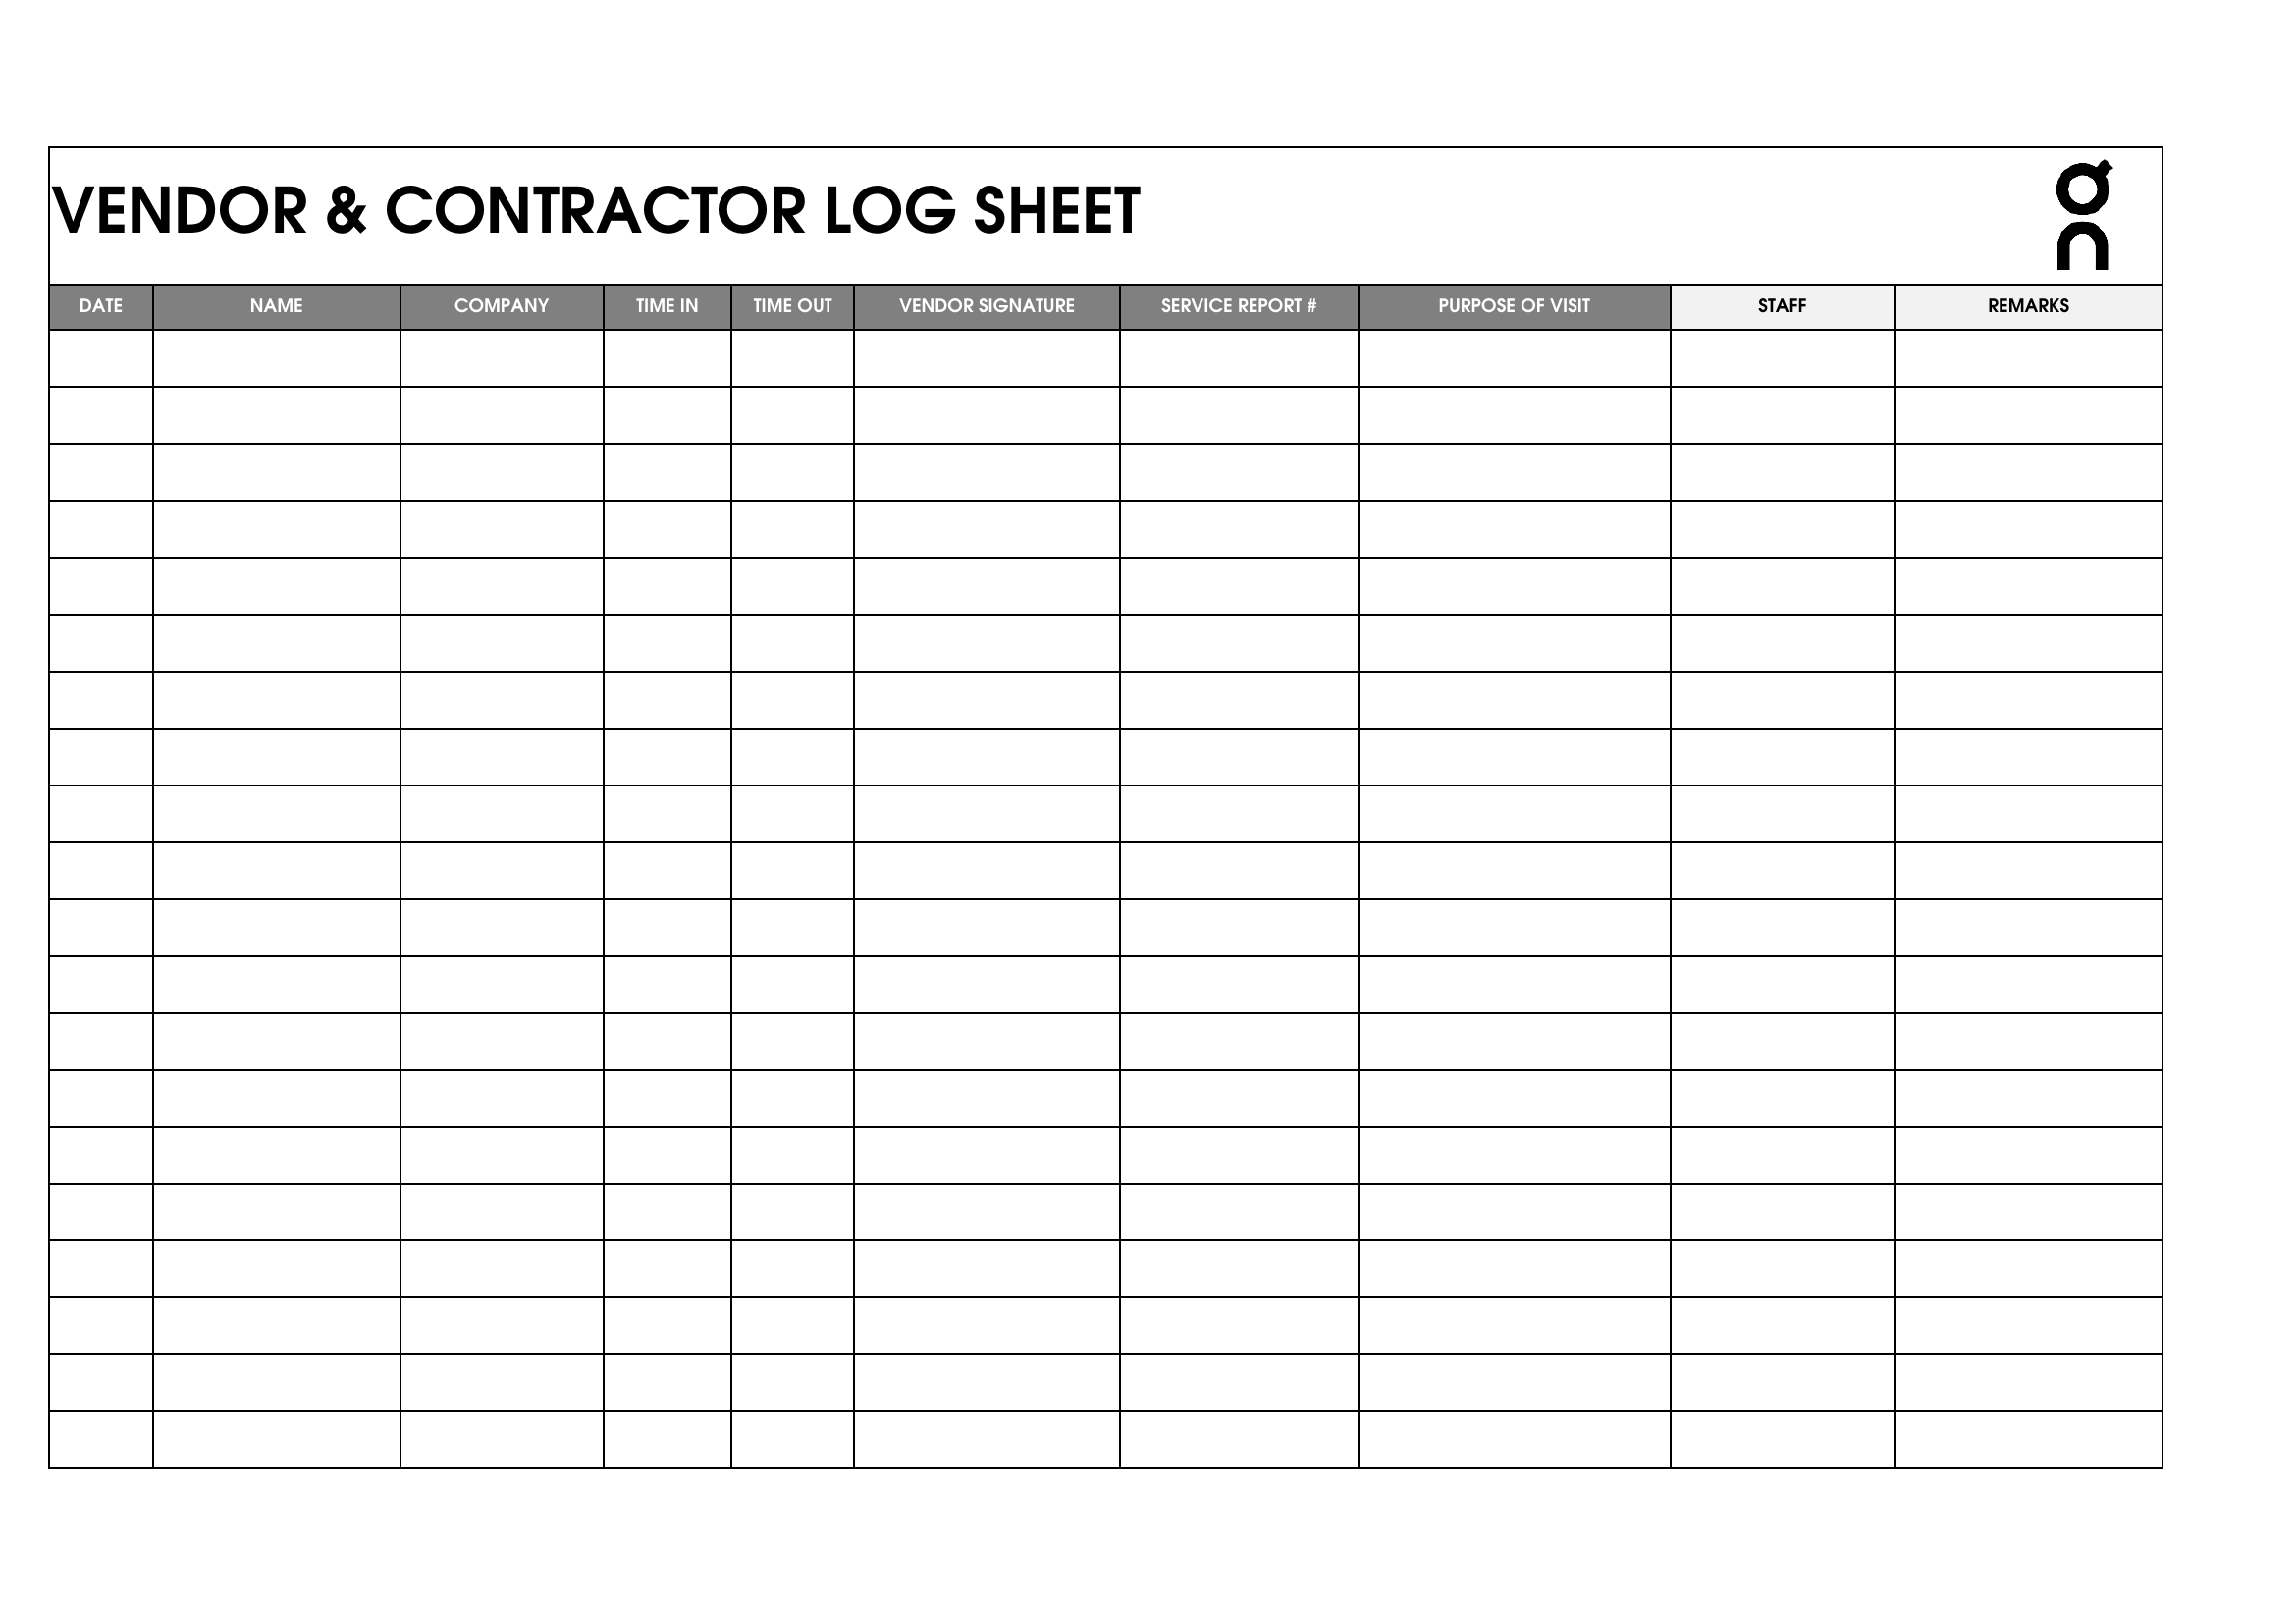 VENDOR & CONTRACTOR LOG SHEET
DATE NAME COMPANY TIME IN TIME OUT VENDOR SIGNATURE SERVICE REPORT # PURPOSE OF VISIT STAFF REMARKS